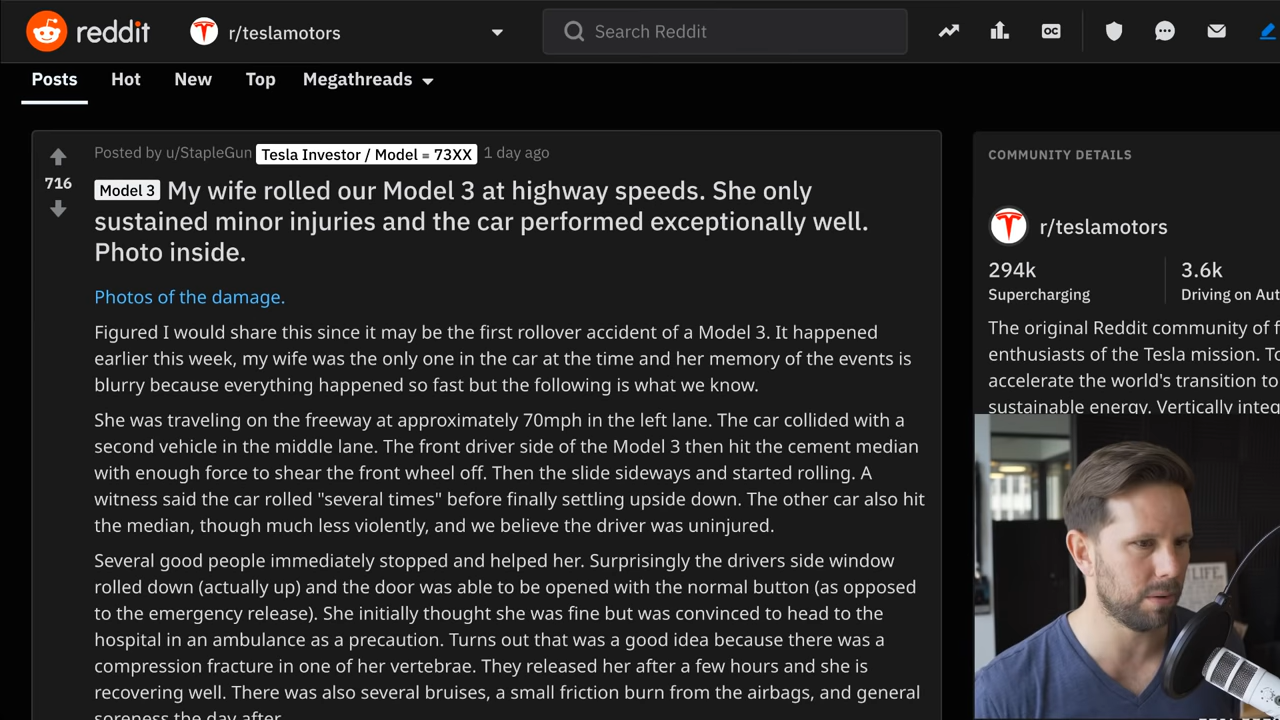 reddit
r/teslamotors
Search Reddit
OC
Posts Hot New Top Megathreads
716
Posted by u/StapleGun Tesla Investor / Model = 73XX 1 day ago
Model 3 My wife rolled our Model 3 at highway speeds. She only
sustained minor injuries and the car performed exceptionally well.
Photo inside.
Photos of the damage.
Figured I would share this since it may be the first rollover accident of a Model 3. It happened
earlier this week, my wife was the only one in the car at the time and her memory of the events is
blurry because everything happened so fast but the following is what we know.
She was traveling on the freeway at approximately 70mph in the left lane. The car collided with a
second vehicle in the middle lane. The front driver side of the Model 3 then hit the cement median
with enough force to shear the front wheel off. Then the slide sideways and started rolling. A
witness said the car rolled "several times" before finally settling upside down. The other car also hit
the median, though much less violently, and we believe the driver was uninjured.
Several good people immediately stopped and helped her. Surprisingly the drivers side window
rolled down (actually up) and the door was able to be opened with the normal button (as opposed
to the emergency release). She initially thought she was fine but was convinced to head to the
hospital in an ambulance as a precaution. Turns out that was a good idea because there was a
compression fracture in one of her vertebrae. They released her after a few hours and she is
recovering well. There was also several bruises, a small friction burn from the airbags, and general
soreness the day after.
COMMUNITY DETAILS
r/teslamotors
294k 3.6k
Supercharging Driving on Aut
The original Reddit community of f
enthusiasts of the Tesla mission. To
accelerate the world's transition to
sustainable energy. Vertically integ
LIFE